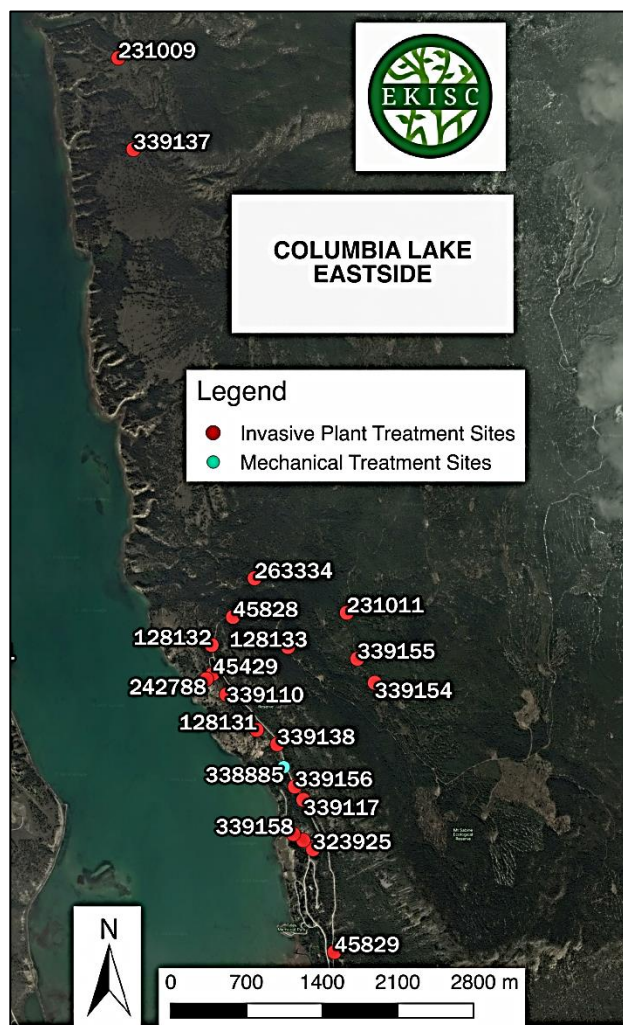 231009
339137
EKISC
COLUMBIA LAKE
EASTSIDE
Legend
Invasive Plant Treatment Sites
Mechanical Treatment Sites
263334
45828
231011
128132
128133
339155
45429
242788
339154
339110
128131
339138
338885
339156
339117
339158
323925
45829
N
0 700 1400 2100 2800 m